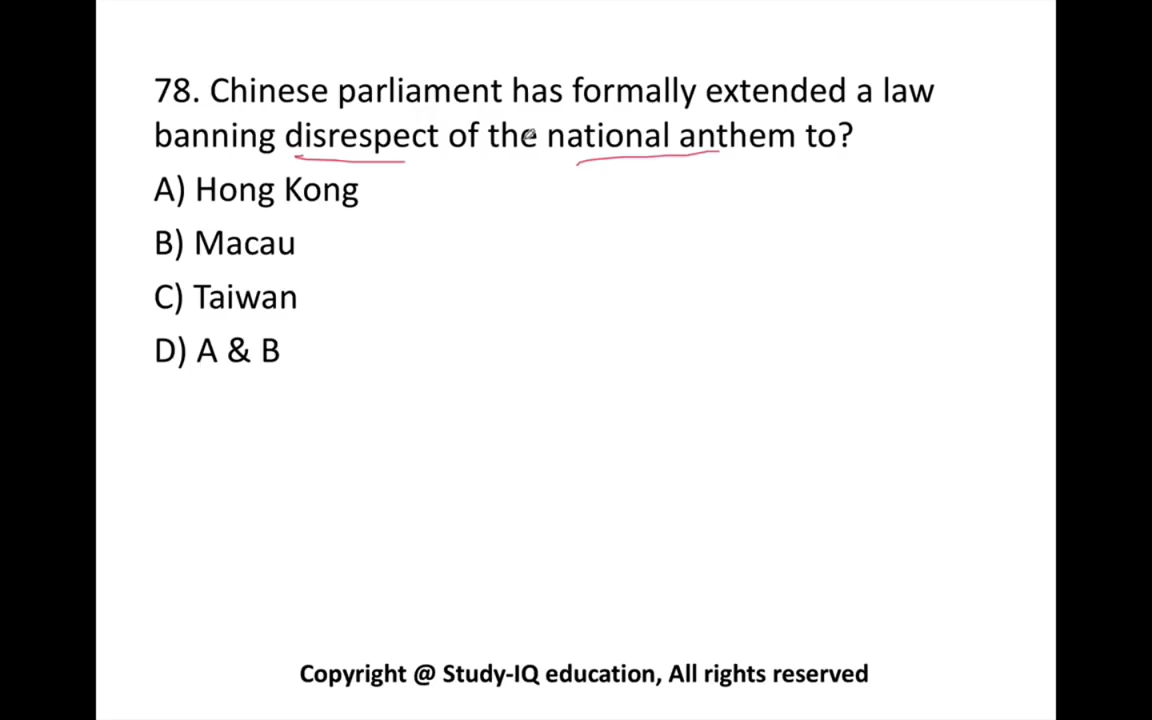 78. Chinese parliament has formally extended a law
banning disrespect of the national anthem to?
A) Hong Kong
B) Macau
C) Taiwan
D) A & B
Copyright @ Study-IQ education, All rights reserved